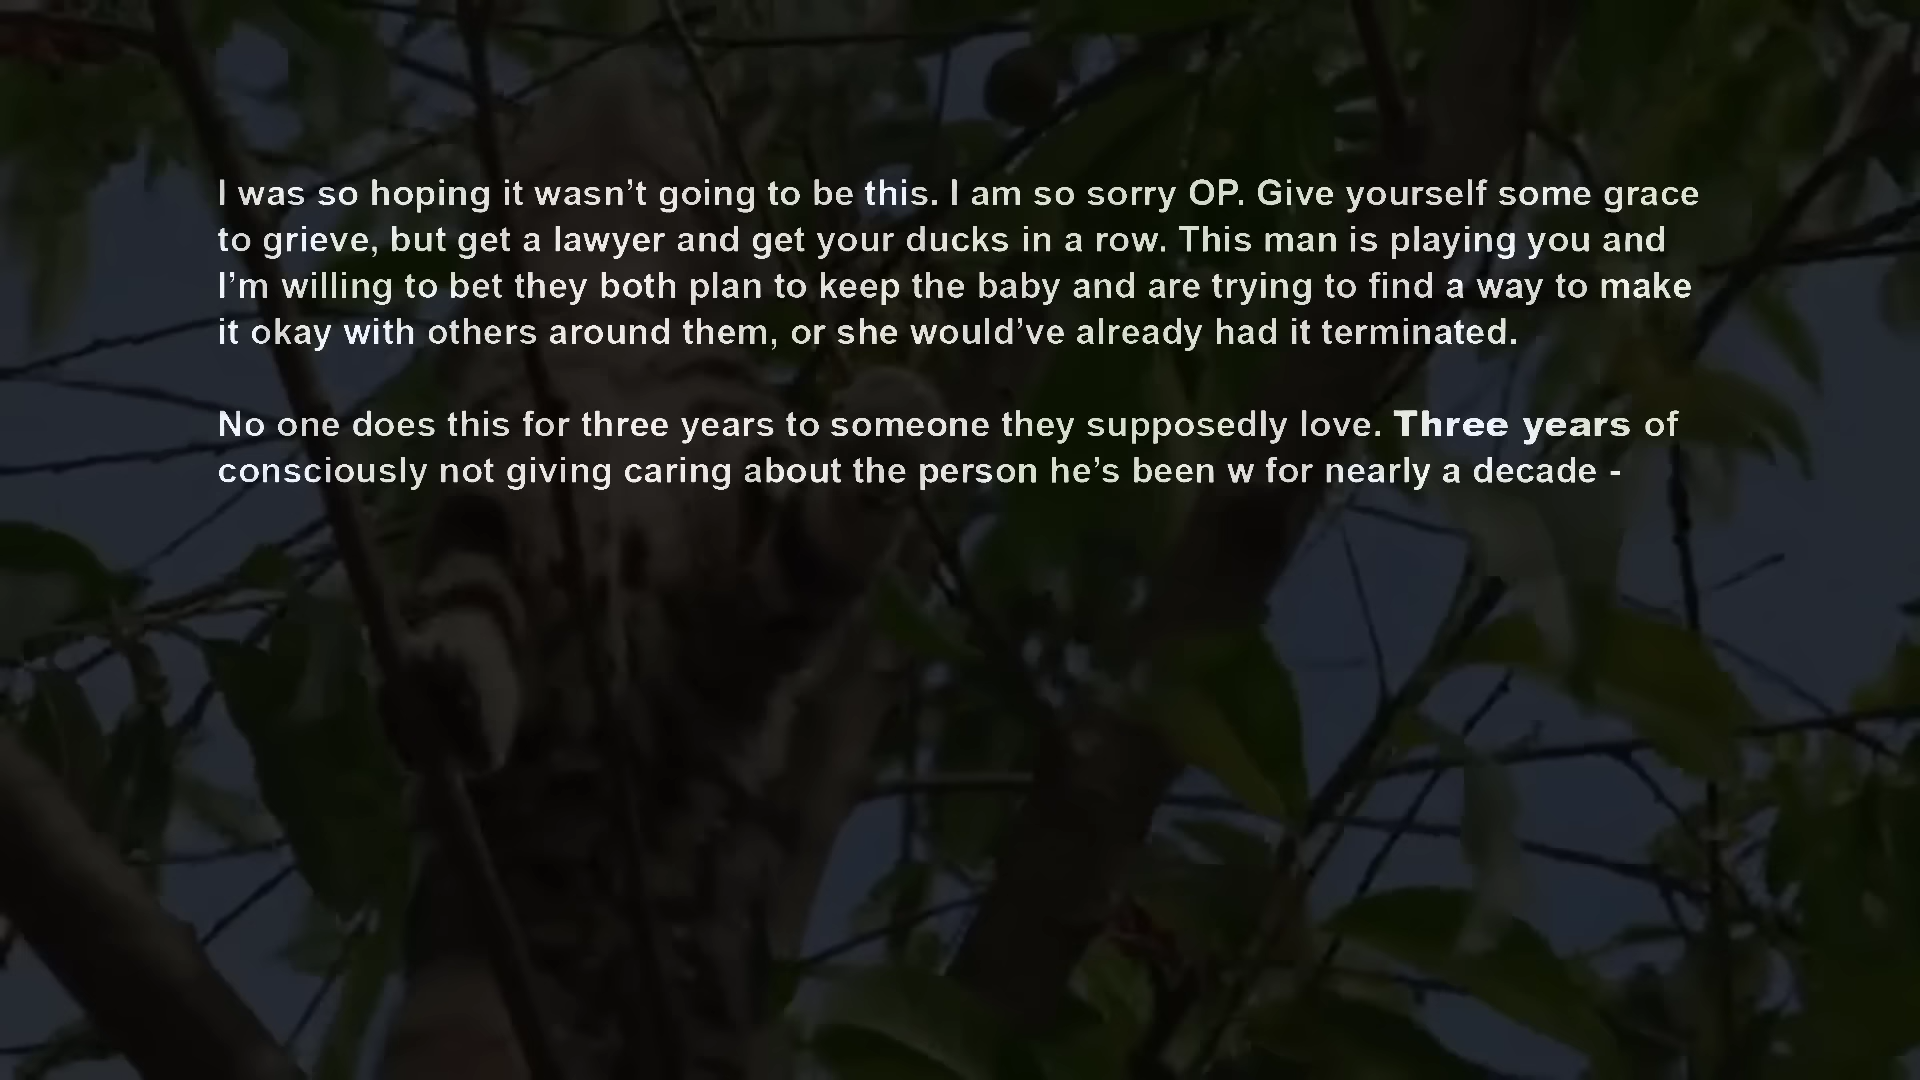 I was so hoping it wasn’t going to be this. I am so sorry OP. Give yourself some grace
to grieve, but get a lawyer and get your ducks in a row. This man is playing you and
I’m willing to bet they both plan to keep the baby and are trying to find a way to make
it okay with others around them, or she would’ve already had it terminated.
No one does this for three years to someone they supposedly love. Three years of
consciously not giving caring about the person he’s been w for nearly a decade -